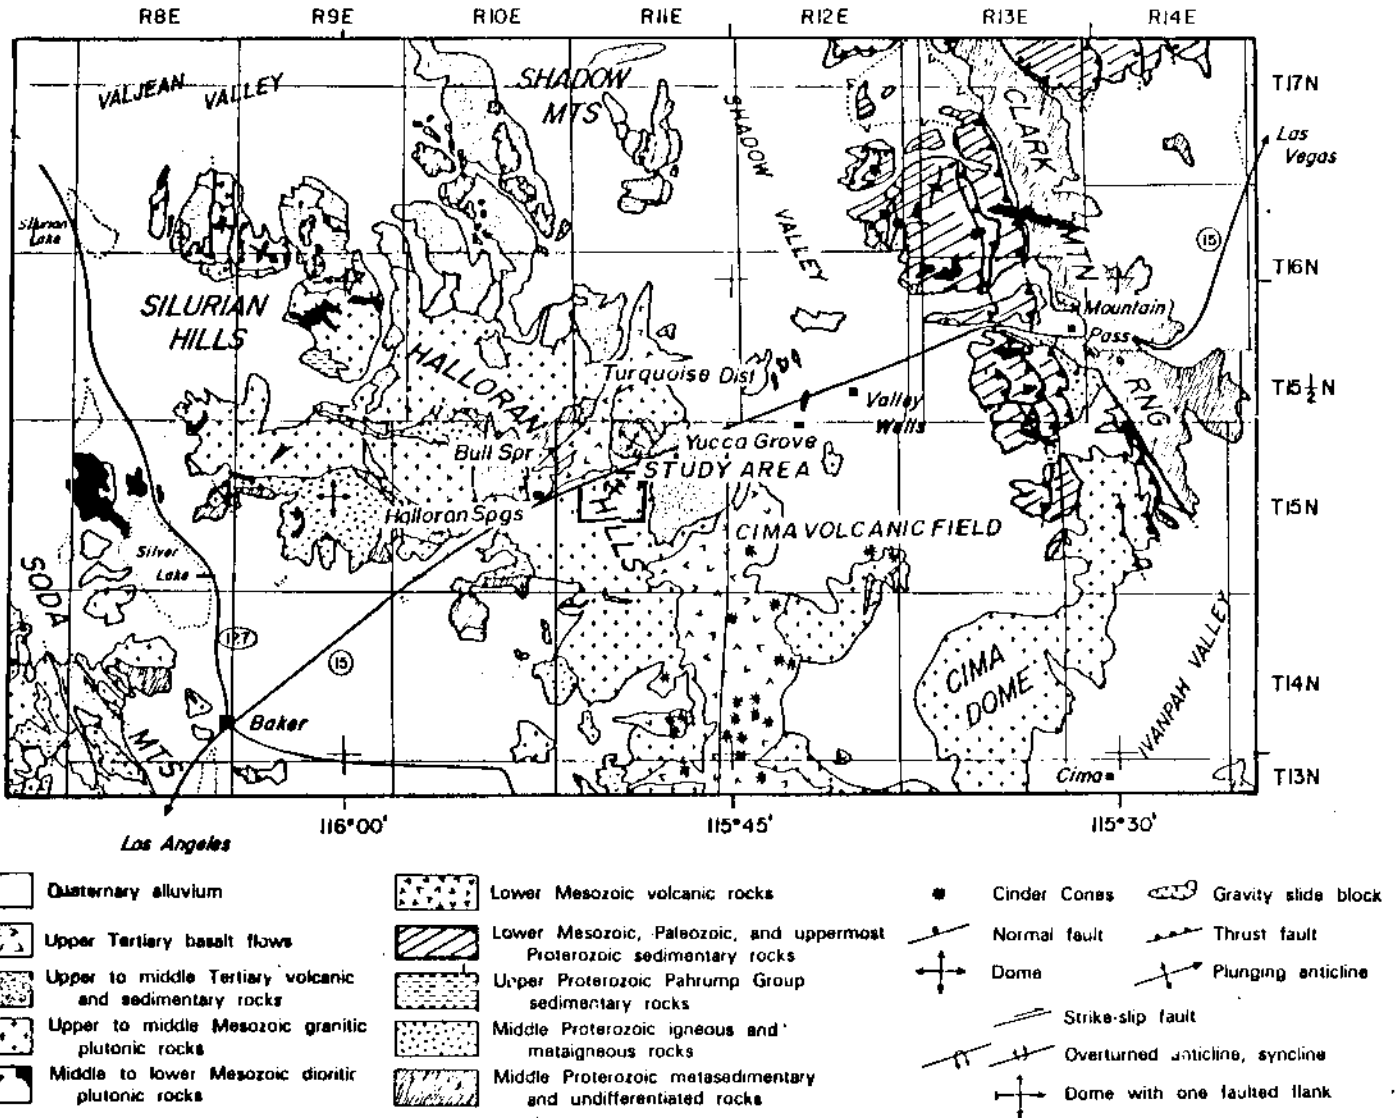 R8E R9E R10E R11E R12E R13E R14E
VALJEAN VALLEY
SHADOW
MTS
SHADOW
VALLEY
CLARK
MTN
RNG
T17N
Las
Vegas
15
Silurian
Lake
T16N
SILURIAN
HILLS
HALLORAN
HILLS
Mountain
Pass
Turquoise Dist
T15½N
Valley
Wells
Bull Spr
Yucca Grove
STUDY AREA
Halloran Spgs
T15N
CIMA VOLCANIC FIELD
Silver
Lake
SODA
MTS
127
15
CIMA
DOME
IVANPAH VALLEY
T14N
Baker
Cima
T13N
Los Angeles
116°00' 115°45' 115°30'
Quaternary alluvium
Upper Tertiary basalt flows
Upper to middle Tertiary volcanic
and sedimentary rocks
Upper to middle Mesozoic granitic
plutonic rocks
Middle to lower Mesozoic dioritic
plutonic rocks
Lower Mesozoic volcanic rocks
Lower Mesozoic, Paleozoic, and uppermost
Proterozoic sedimentary rocks
Upper Proterozoic Pahrump Group
sedimentary rocks
Middle Proterozoic igneous and
metaigneous rocks
Middle Proterozoic metasedimentary
and undifferentiated rocks
Cinder Cones
Gravity slide block
Normal fault
Thrust fault
Dome
Plunging anticline
Strike-slip fault
Overturned anticline, syncline
Dome with one faulted flank